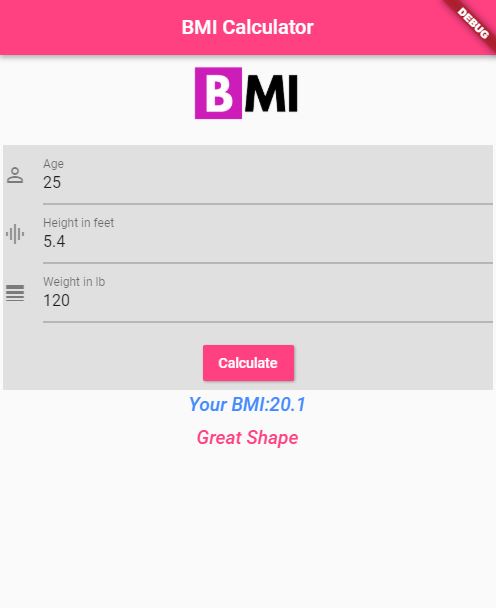 BMI Calculator
DEBUG
BMI
Age
25
Height in feet
5.4
Weight in lb
120
Calculate
Your BMI:20.1
Great Shape